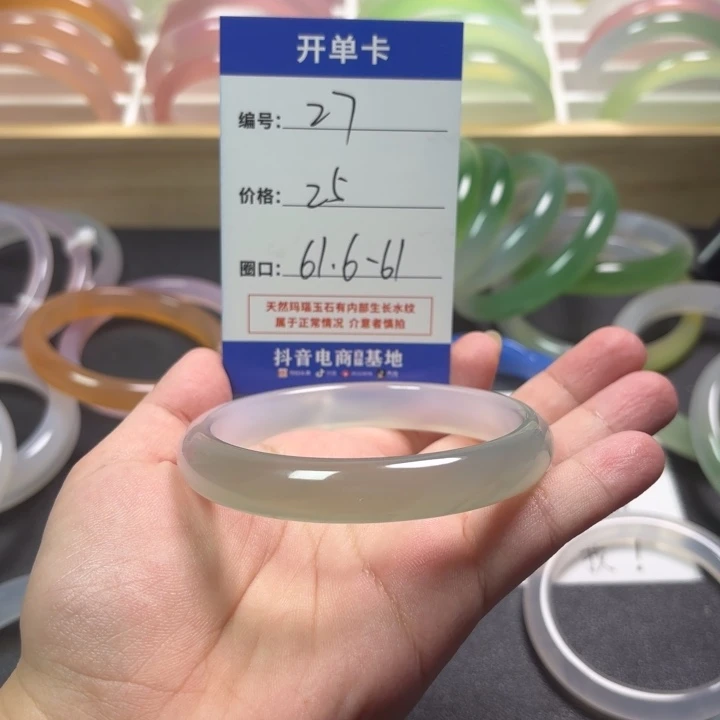 开单卡
编号: 27
价格: 25
圈口: 61.6-61
天然玛瑙玉石有内部生长水纹
属于正常情况 介意者慎拍
抖音电商直播基地
!